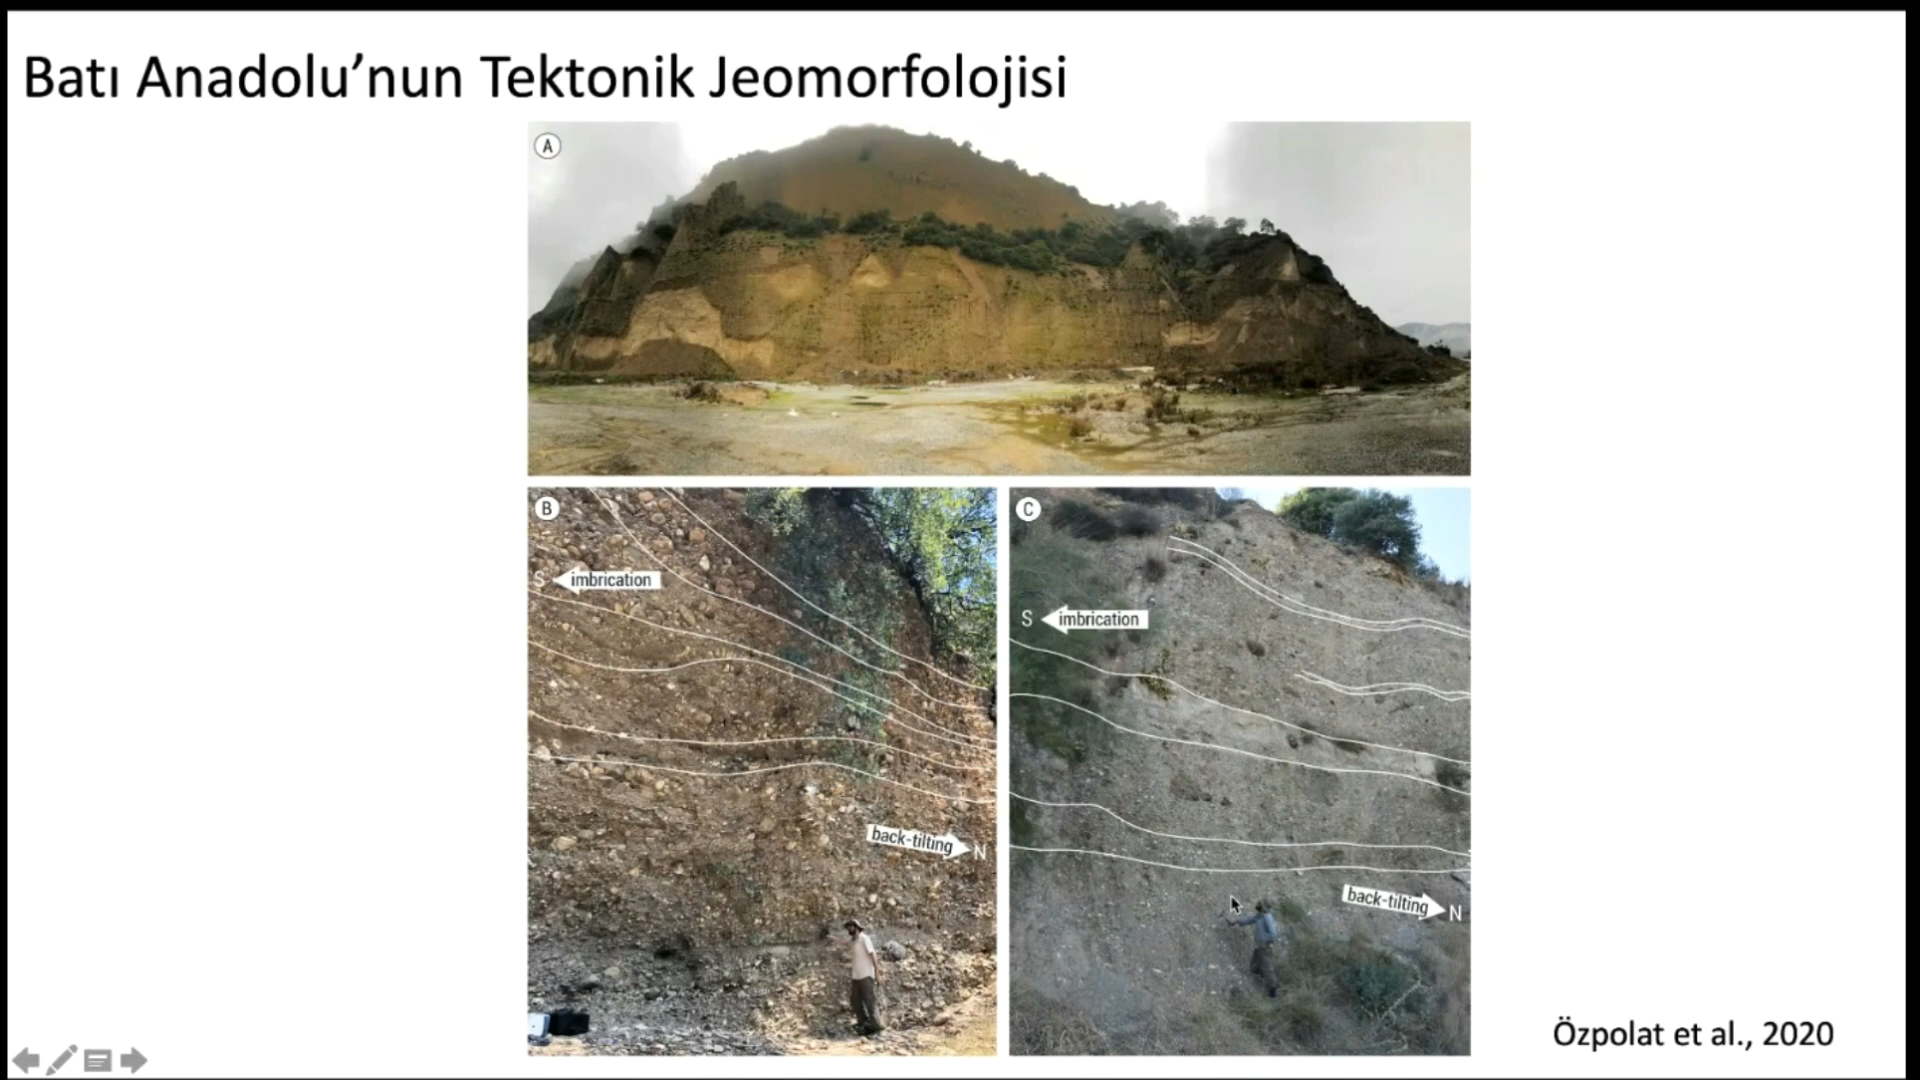 Batı Anadolu’nun Tektonik Jeomorfolojisi
A
B
S
imbrication
back-tilting
N
C
S
imbrication
back-tilting
N
Özpolat et al., 2020